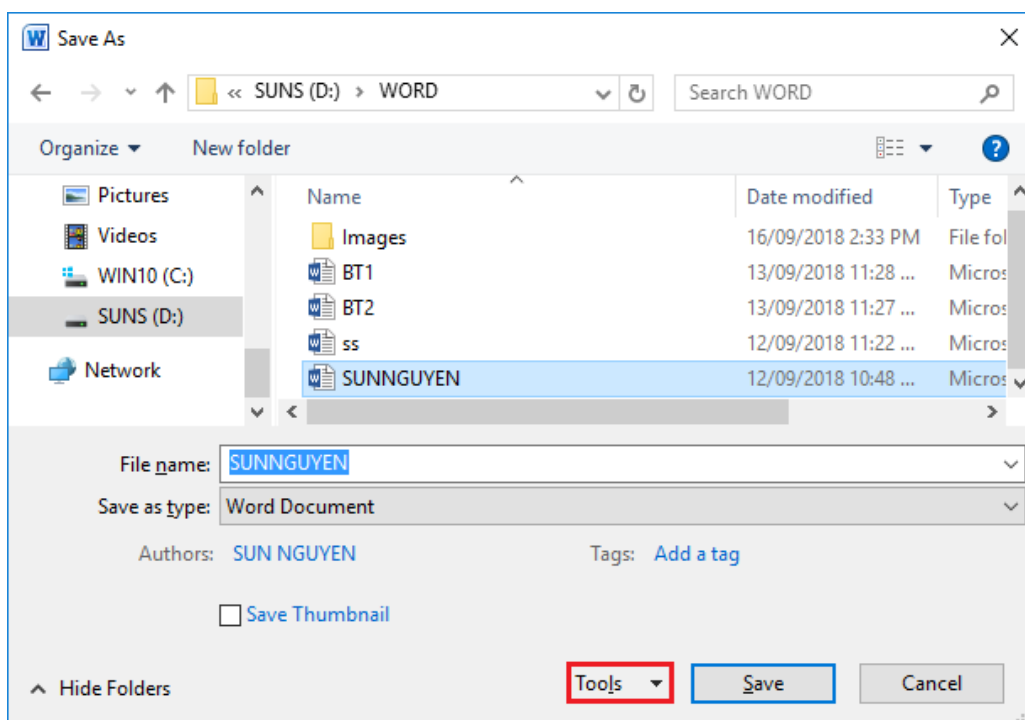 Save As
« SUNS (D:) > WORD
Search WORD
Organize
New folder
Name
Date modified
Type
Pictures
Videos
WIN10 (C:)
SUNS (D:)
Network
Images 16/09/2018 2:33 PM File fol
BT1 13/09/2018 11:28 ... Micros
BT2 13/09/2018 11:27 ... Micros
ss 12/09/2018 11:22 ... Micros
SUNNGUYEN 12/09/2018 10:48 ... Micros
File name: SUNNGUYEN
Save as type: Word Document
Authors: SUN NGUYEN Tags: Add a tag
Save Thumbnail
Hide Folders
Tools
Save
Cancel